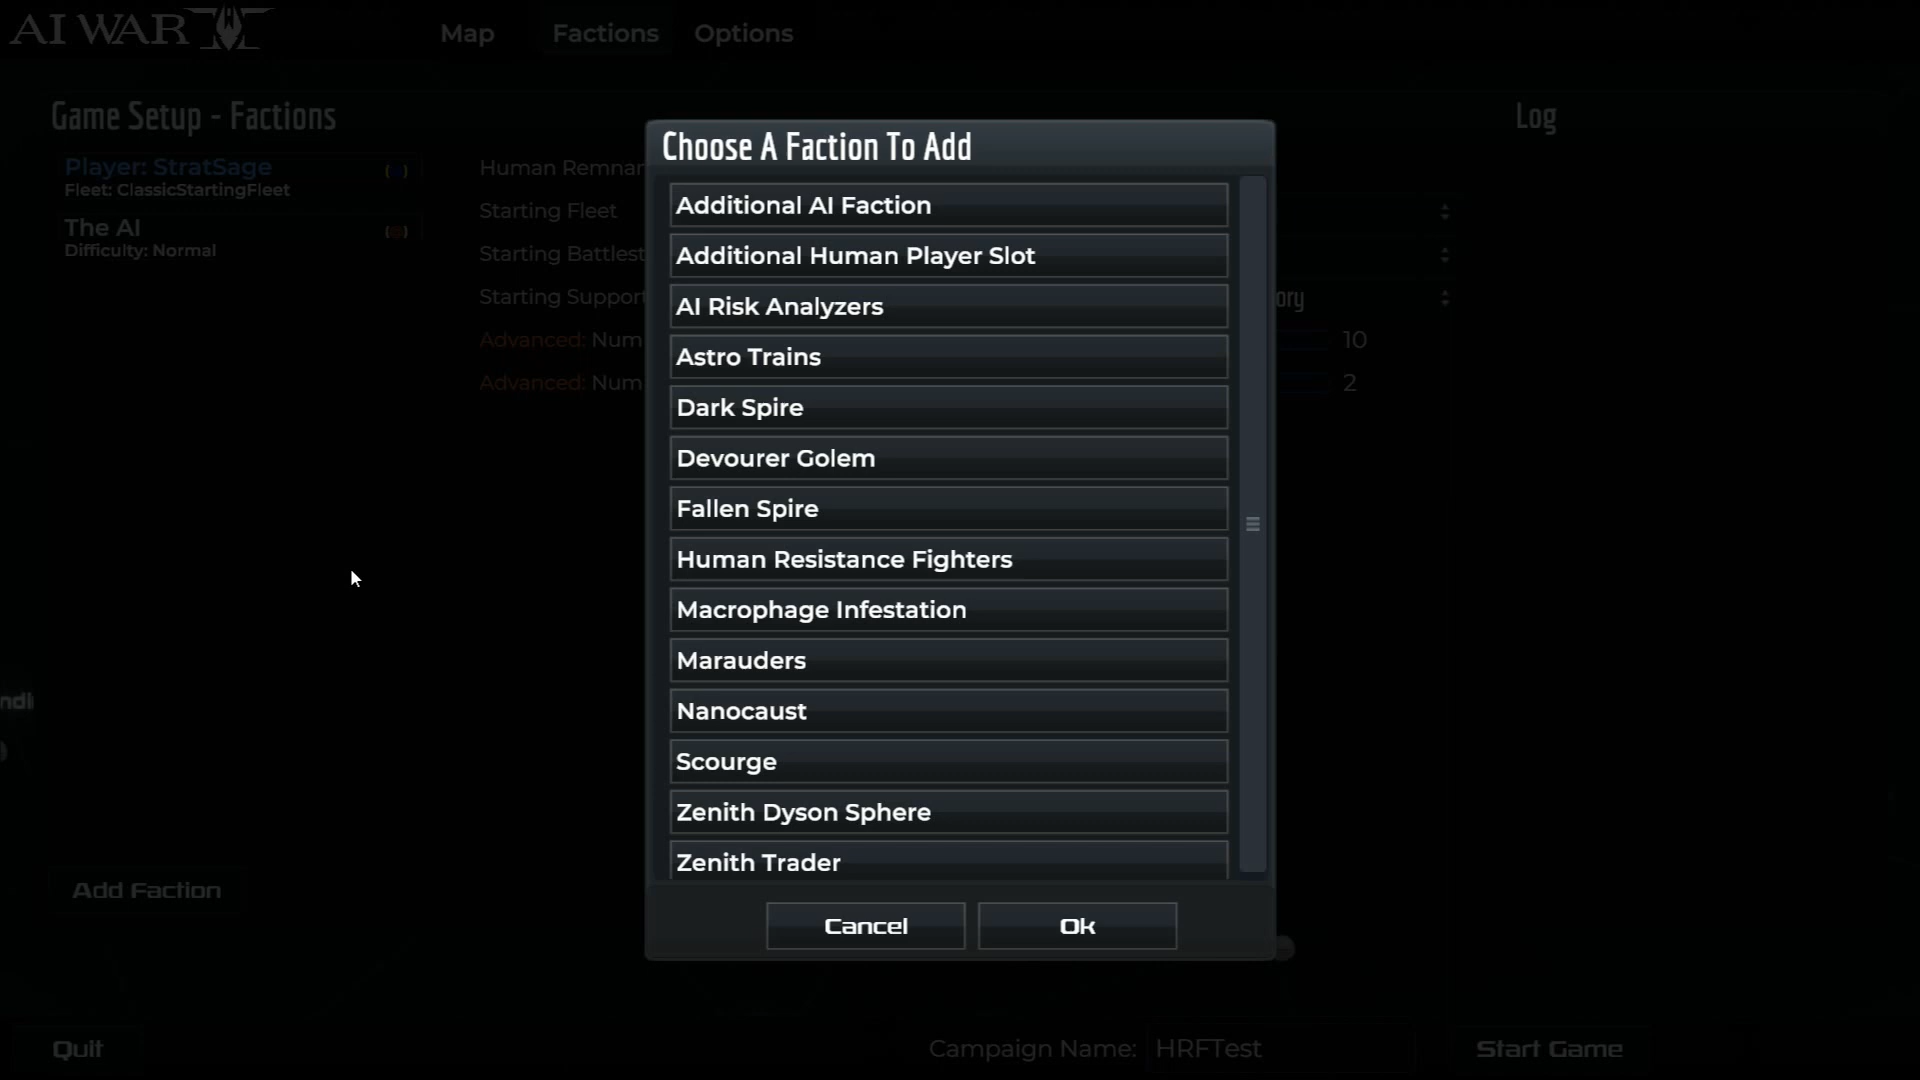 AI WAR
Map Factions Options
Game Setup - Factions
Log
Player: StratSage
Fleet: ClassicStartingFleet
The AI
Difficulty: Normal
Human Remnan
Starting Fleet
Starting Battlest
Starting Support
ory
Advanced: Num
10
Advanced: Num
2
Choose A Faction To Add
Additional AI Faction
Additional Human Player Slot
AI Risk Analyzers
Astro Trains
Dark Spire
Devourer Golem
Fallen Spire
Human Resistance Fighters
Macrophage Infestation
Marauders
Nanocaust
Scourge
Zenith Dyson Sphere
Zenith Trader
Cancel Ok
ndi
Add Faction
Quit
Campaign Name: HRFTest
Start Game